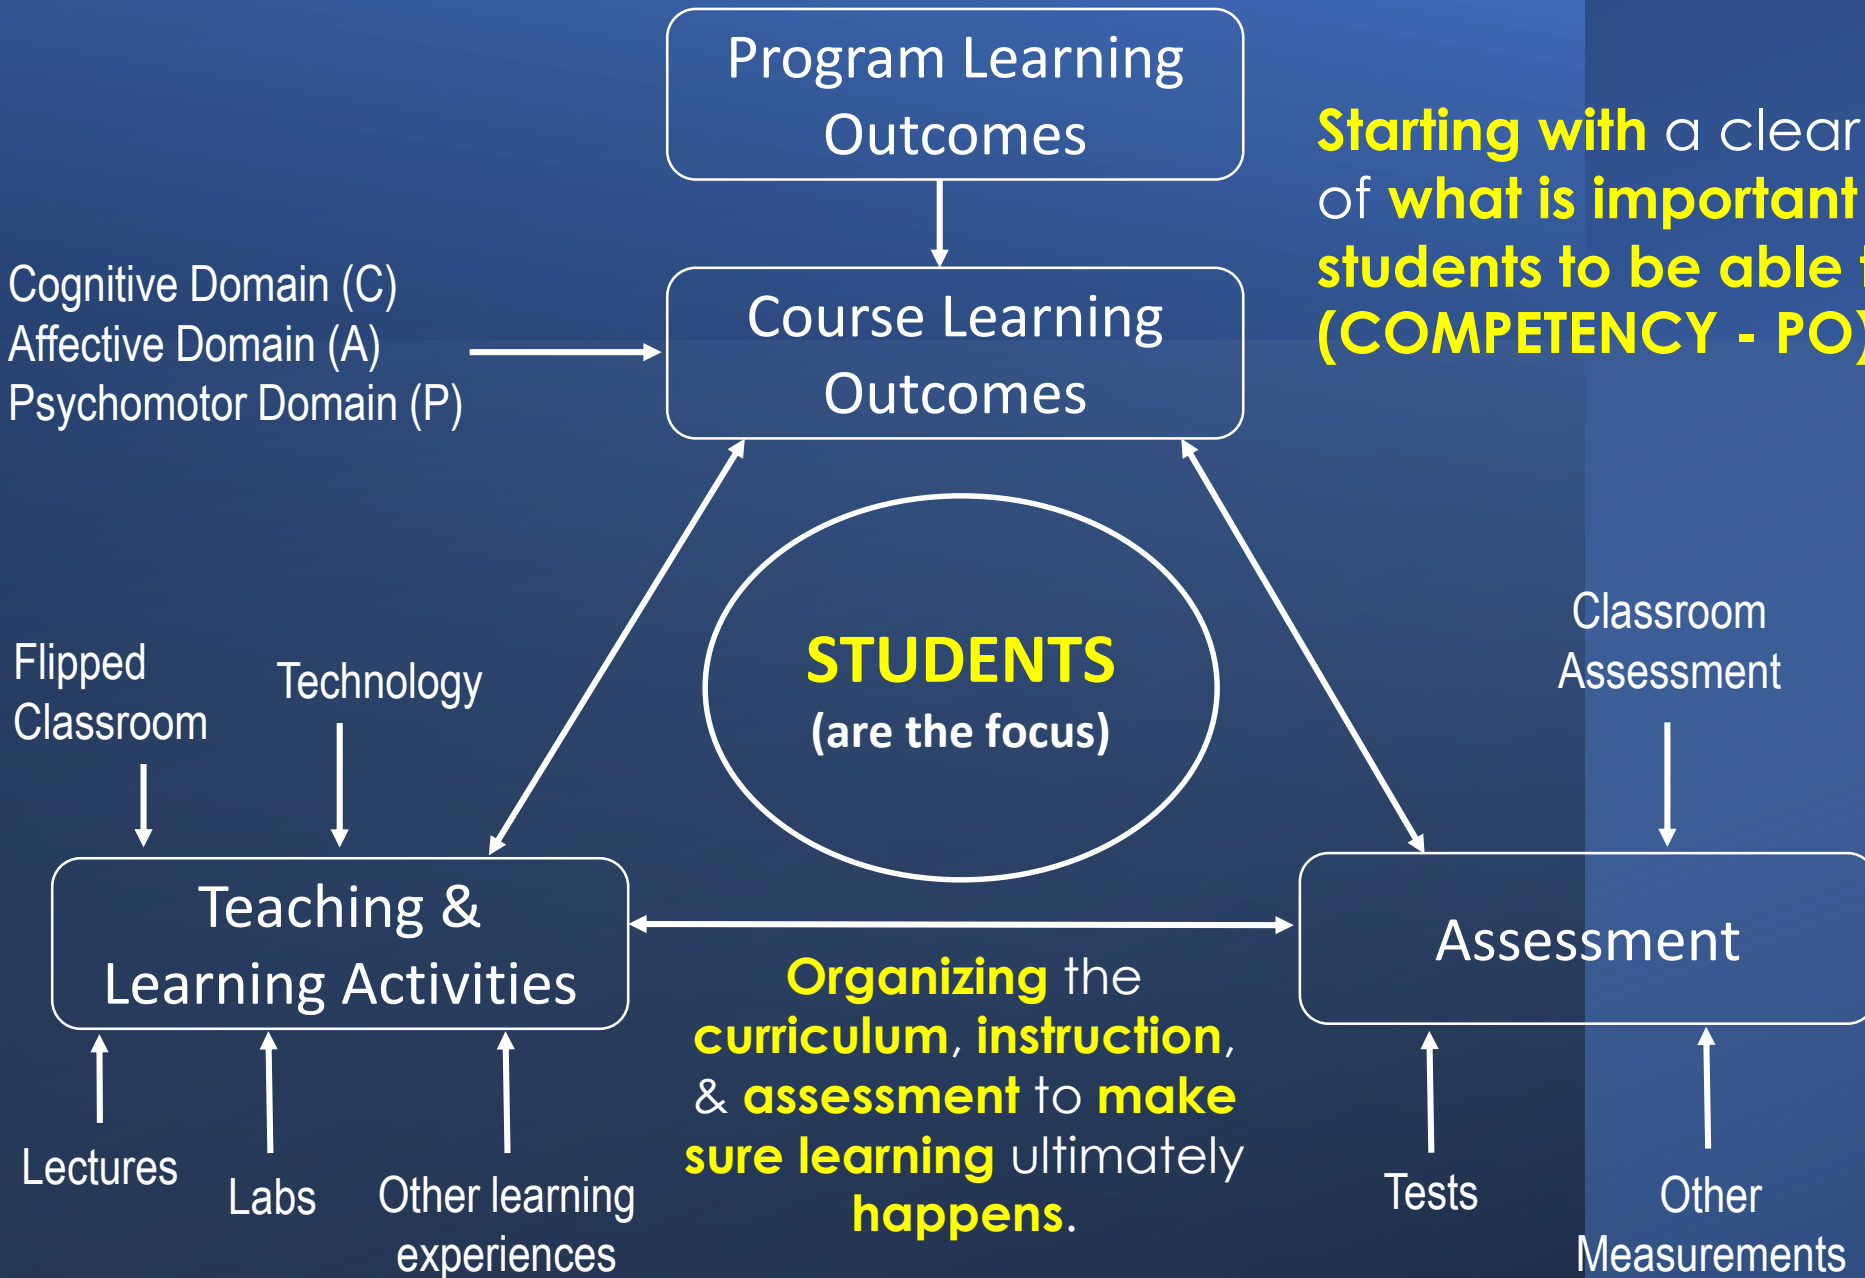 Program Learning
Outcomes
Starting with a clear
of what is important
students to be able
(COMPETENCY - PO)
Cognitive Domain (C)
Affective Domain (A)
Psychomotor Domain (P)
Course Learning
Outcomes
STUDENTS
(are the focus)
Flipped
Classroom
Technology
Classroom
Assessment
Teaching &
Learning Activities
Assessment
Organizing the
curriculum, instruction,
& assessment to make
sure learning ultimately
happens.
Lectures
Labs
Other learning
experiences
Tests
Other
Measurements